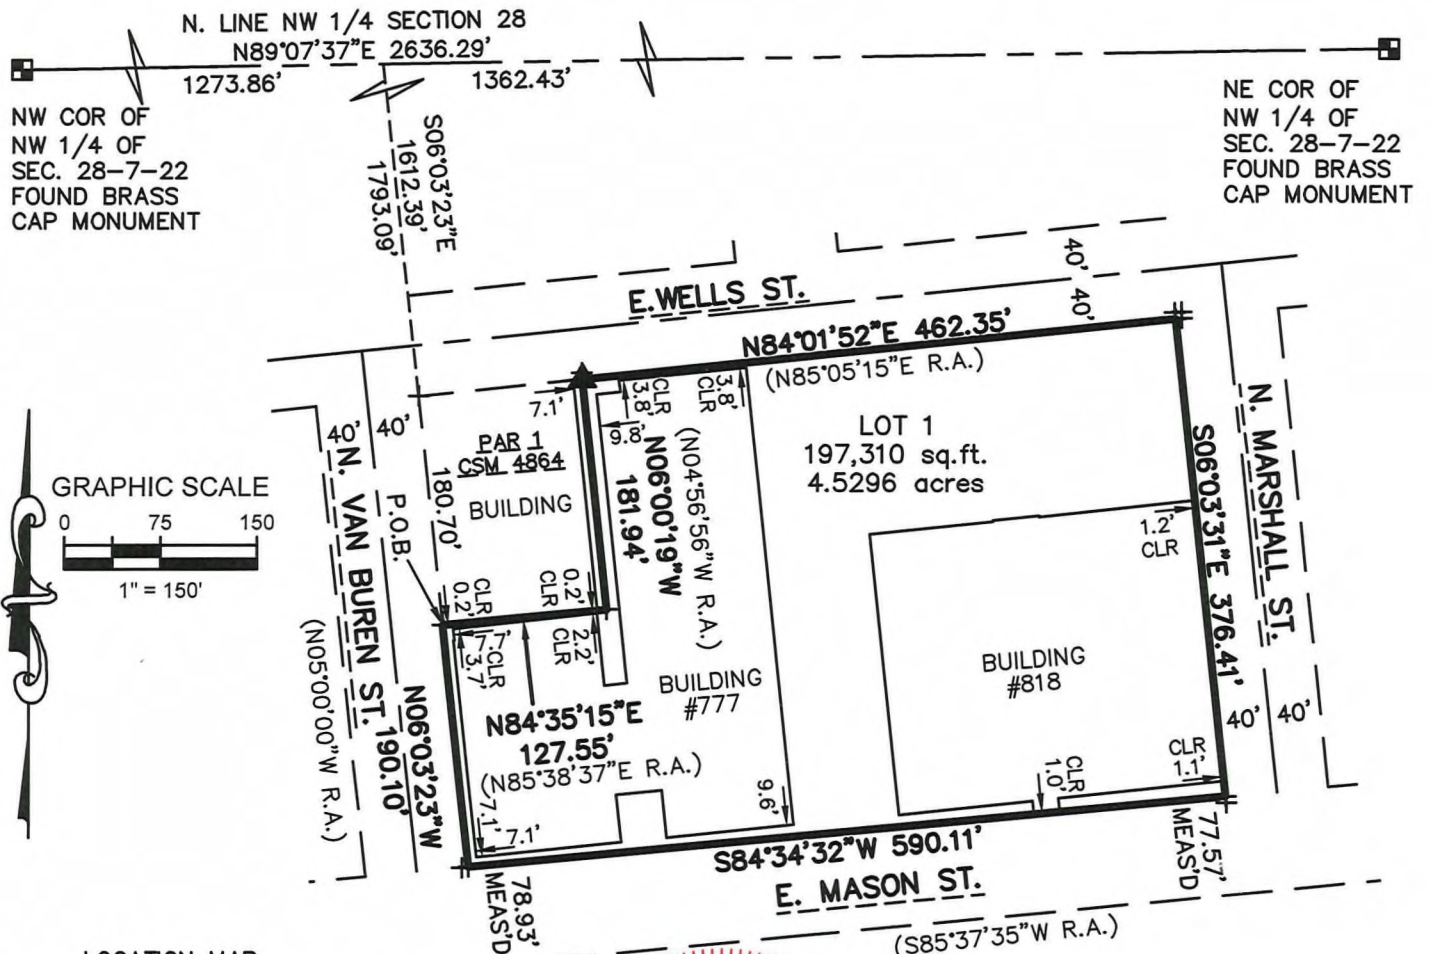 N. LINE NW 1/4 SECTION 28
N89°07'37"E 2636.29'
1273.86'
1362.43'
NW COR OF
NW 1/4 OF
SEC. 28-7-22
FOUND BRASS
CAP MONUMENT
NE COR OF
NW 1/4 OF
SEC. 28-7-22
FOUND BRASS
CAP MONUMENT
S06°03'23"E
1612.39'
1793.09'
40'
40'
E.WELLS ST.
N84°01'52"E 462.35'
(N85°05'15"E R.A.)
7.1'
3.8'
CLR
3.8'
CLR
9.8'
40'
40'
PAR 1
CSM 4864
BUILDING
LOT 1
197,310 sq.ft.
4.5296 acres
N06°00'19"W
181.94'
(N04°56'56"W R.A.)
N. MARSHALL ST.
S06°03'31"E 376.41'
GRAPHIC SCALE
0 75 150
1" = 150'
N. VAN BUREN ST.
(N05°00'00"W R.A.)
P.O.B.
180.70'
1.2'
CLR
0.2'
CLR
0.2'
CLR
7.7'
CLR
3.7'
2.2'
CLR
BUILDING
#777
BUILDING
#818
N84°35'15"E
127.55'
(N85°38'37"E R.A.)
N06°03'23"W
190.10'
40'
40'
7.1'
7.1'
9.6'
1.0'
CLR
CLR
1.1'
S84°34'32"W 590.11'
E. MASON ST.
(S85°37'35"W R.A.)
78.93'
MEAS'D
77.57'
MEAS'D
LOCATION MAP